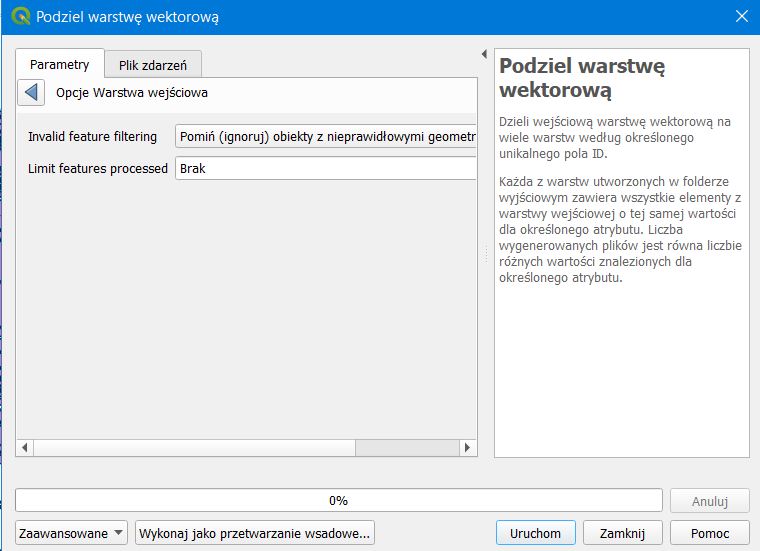 Podziel warstwę wektorową
Parametry
Plik zdarzeń
Opcje Warstwa wejściowa
Invalid feature filtering
Pomiń (ignoruj) obiekty z nieprawidłowymi geometr
Limit features processed
Brak
Podziel warstwę
wektorową
Dzieli wejściową warstwę wektorową na
wiele warstw według określonego
unikalnego pola ID.
Każda z warstw utworzonych w folderze
wyjściowym zawiera wszystkie elementy z
warstwy wejściowej o tej samej wartości
dla określonego atrybutu. Liczba
wygenerowanych plików jest równa liczbie
różnych wartości znalezionych dla
określonego atrybutu.
0%
Anuluj
Zaawansowane
Wykonaj jako przetwarzanie wsadowe...
Uruchom
Zamknij
Pomoc